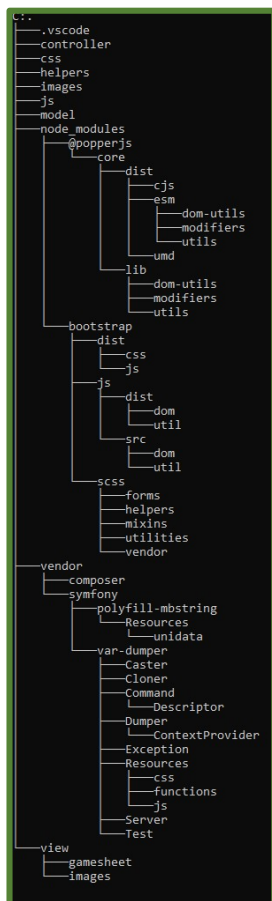 C:.
├───.vscode
├───controller
├───css
├───helpers
├───images
├───js
├───model
├───node_modules
│   ├───@popperjs
│   │   └───core
│   │       ├───dist
│   │       │   ├───cjs
│   │       │   ├───esm
│   │       │   │   ├───dom-utils
│   │       │   │   ├───modifiers
│   │       │   │   └───utils
│   │       │   └───umd
│   │       └───lib
│   │           ├───dom-utils
│   │           ├───modifiers
│   │           └───utils
│   └───bootstrap
│       ├───dist
│       │   ├───css
│       │   └───js
│       ├───js
│       │   ├───dist
│       │   │   ├───dom
│       │   │   └───util
│       │   └───src
│       │       ├───dom
│       │       └───util
│       └───scss
│           ├───forms
│           ├───helpers
│           ├───mixins
│           ├───utilities
│           └───vendor
├───vendor
│   ├───composer
│   └───symfony
│       ├───polyfill-mbstring
│       │   └───Resources
│       │       └───unidata
│       └───var-dumper
│           ├───Caster
│           ├───Cloner
│           ├───Command
│           │   └───Descriptor
│           ├───Dumper
│           │   └───ContextProvider
│           ├───Exception
│           ├───Resources
│           │   ├───css
│           │   ├───functions
│           │   └───js
│           ├───Server
│           └───Test
└───view
    ├───gamesheet
    └───images